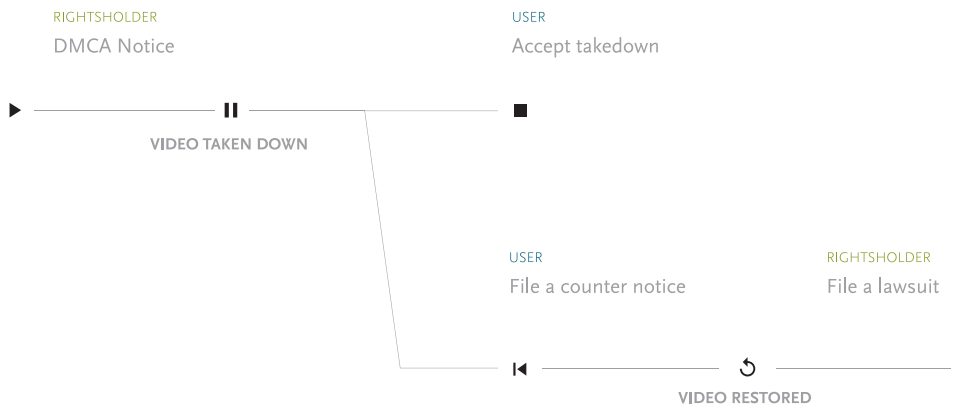 RIGHTSHOLDER
DMCA Notice
USER
Accept takedown
VIDEO TAKEN DOWN
USER
File a counter notice
RIGHTSHOLDER
File a lawsuit
VIDEO RESTORED